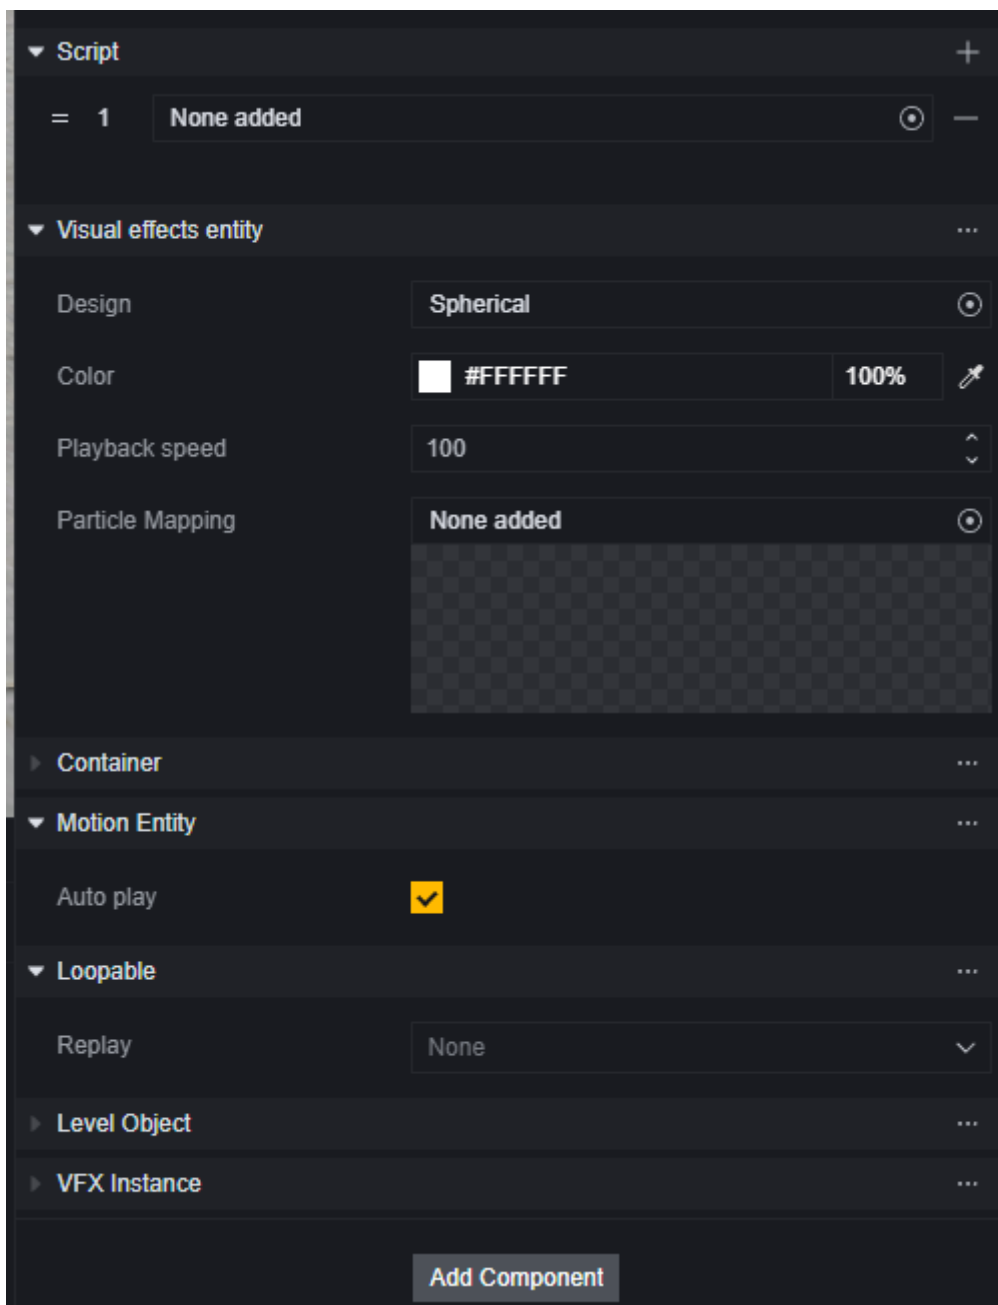 Script
1 None added
Visual effects entity
Design Spherical
Color #FFFFFF 100%
Playback speed 100
Particle Mapping None added
Container
Motion Entity
Auto play
Loopable
Replay None
Level Object
VFX Instance
Add Component